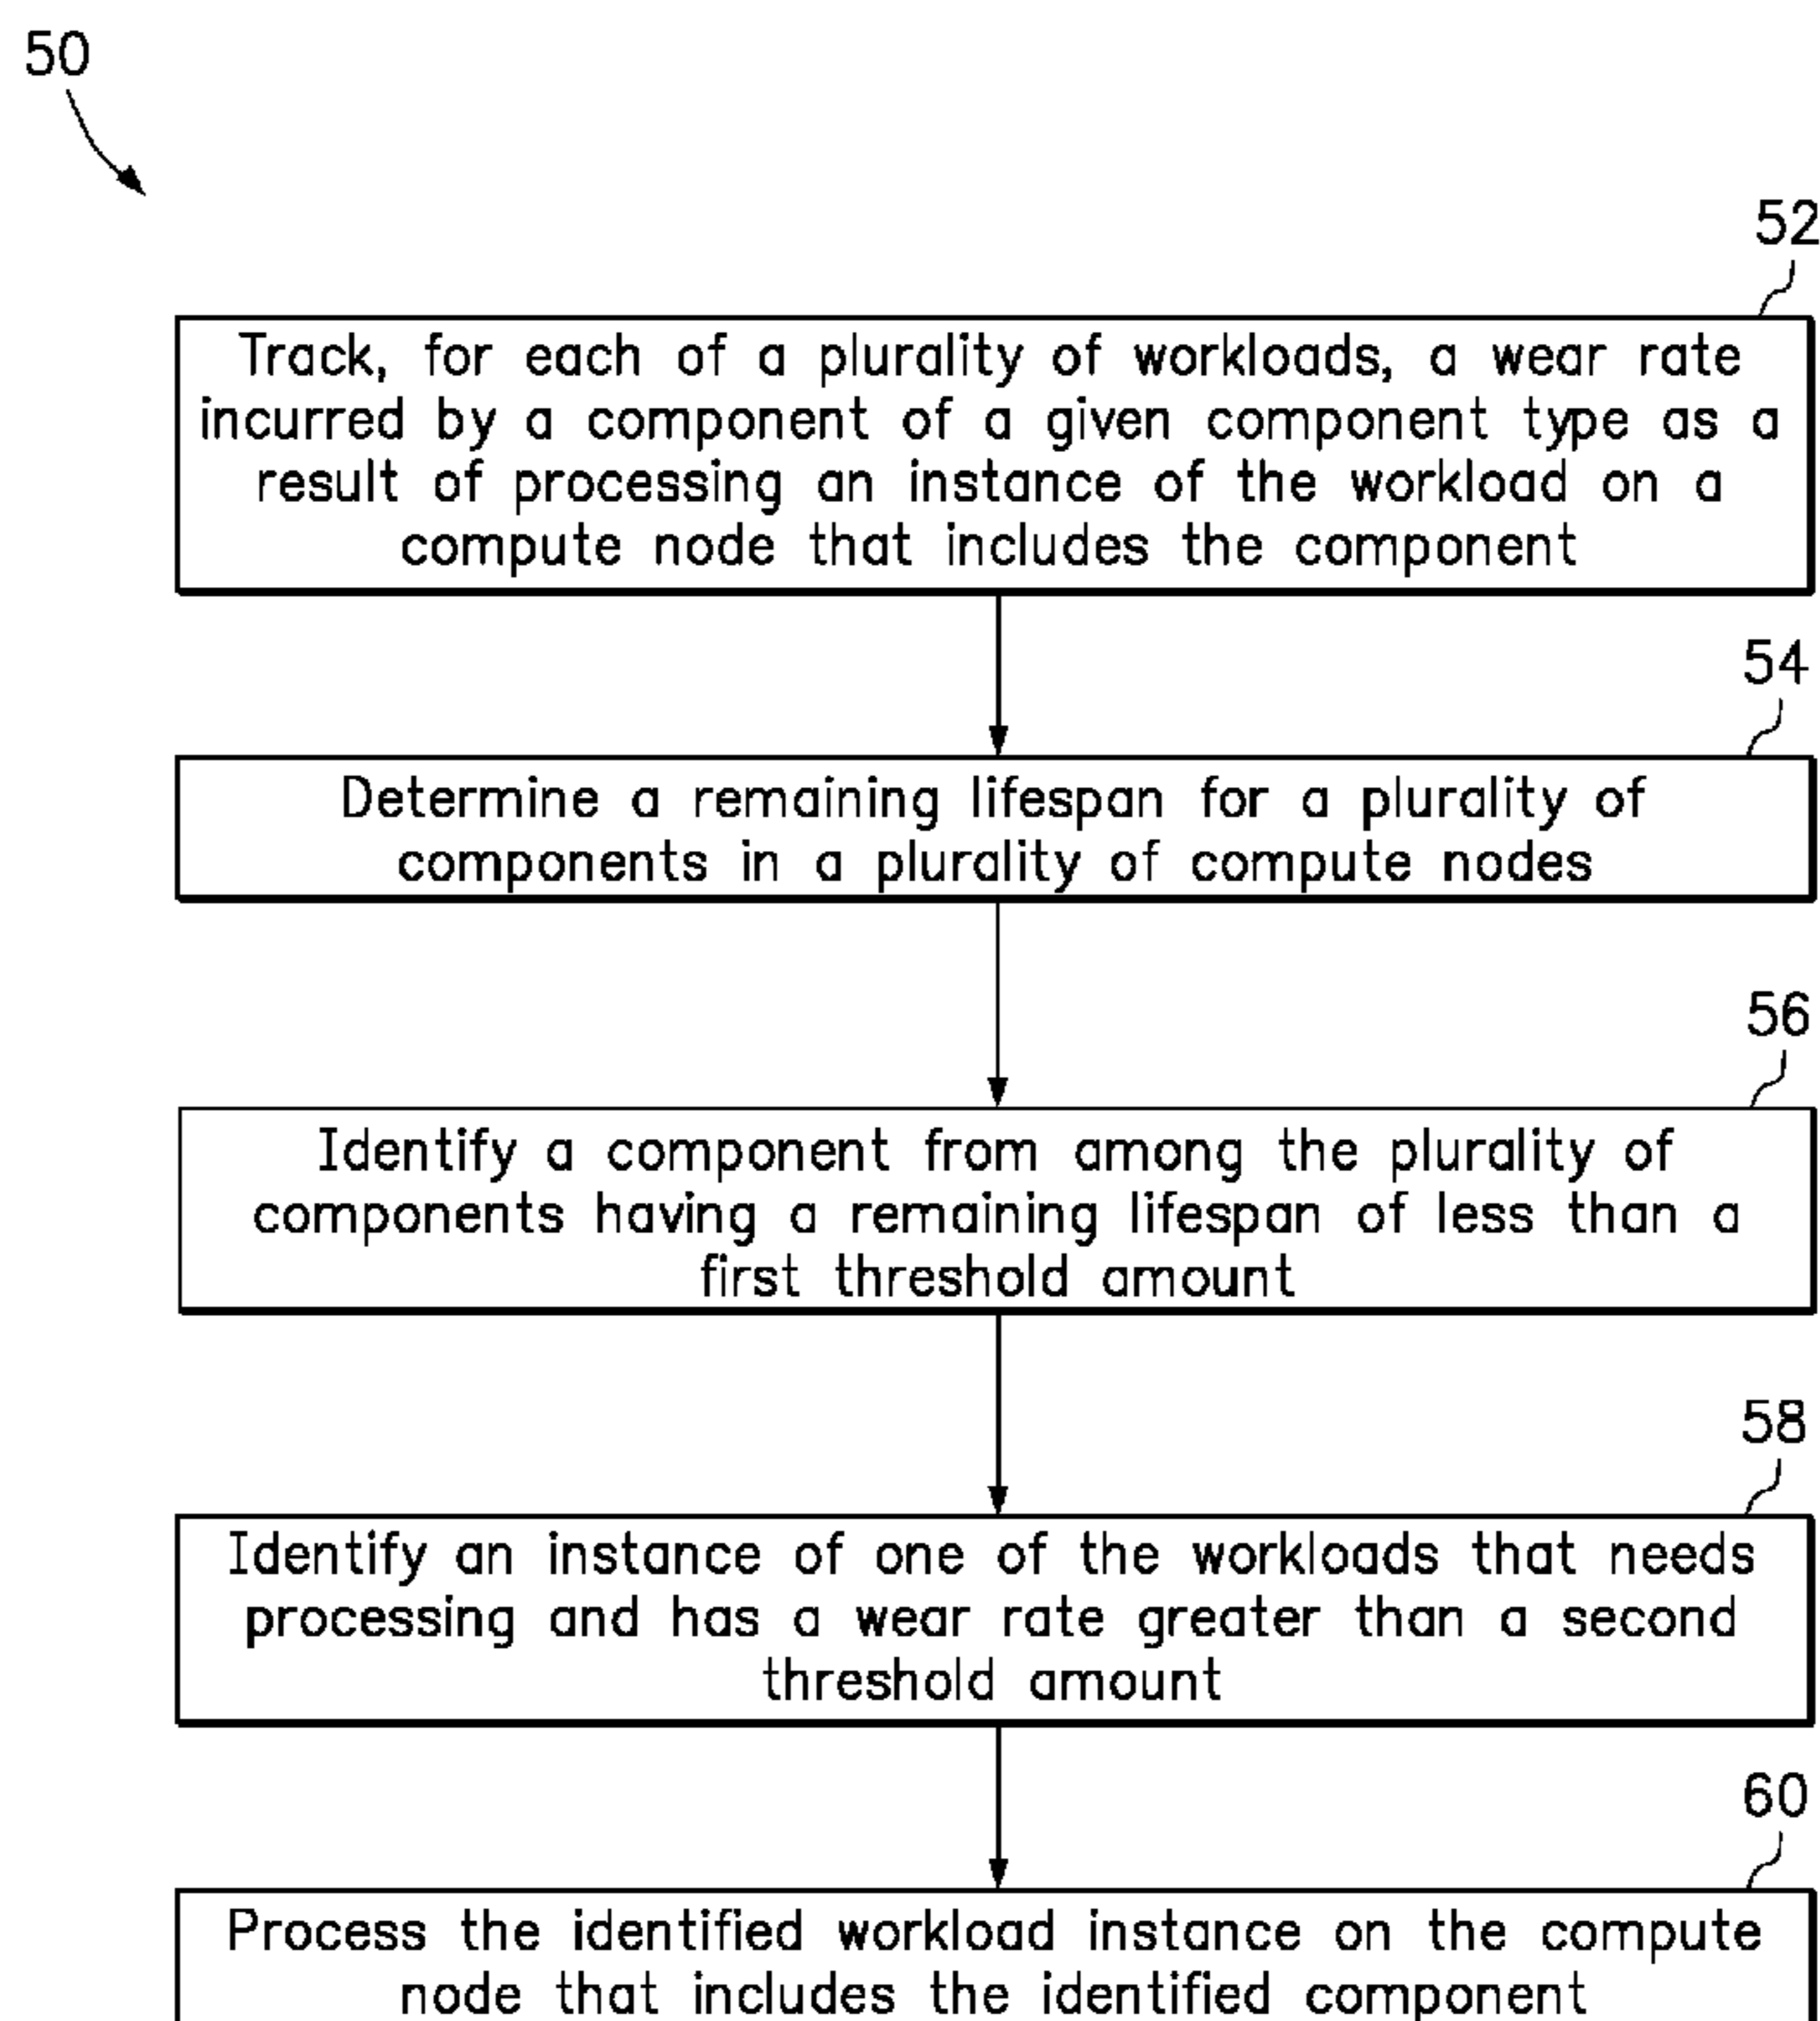 50
52
Track, for each of a plurality of workloads, a wear rate
incurred by a component of a given component type as a
result of processing an instance of the workload on a
compute node that includes the component
54
Determine a remaining lifespan for a plurality of
components in a plurality of compute nodes
56
Identify a component from among the plurality of
components having a remaining lifespan of less than a
first threshold amount
58
Identify an instance of one of the workloads that needs
processing and has a wear rate greater than a second
threshold amount
60
Process the identified workload instance on the compute
node that includes the identified component